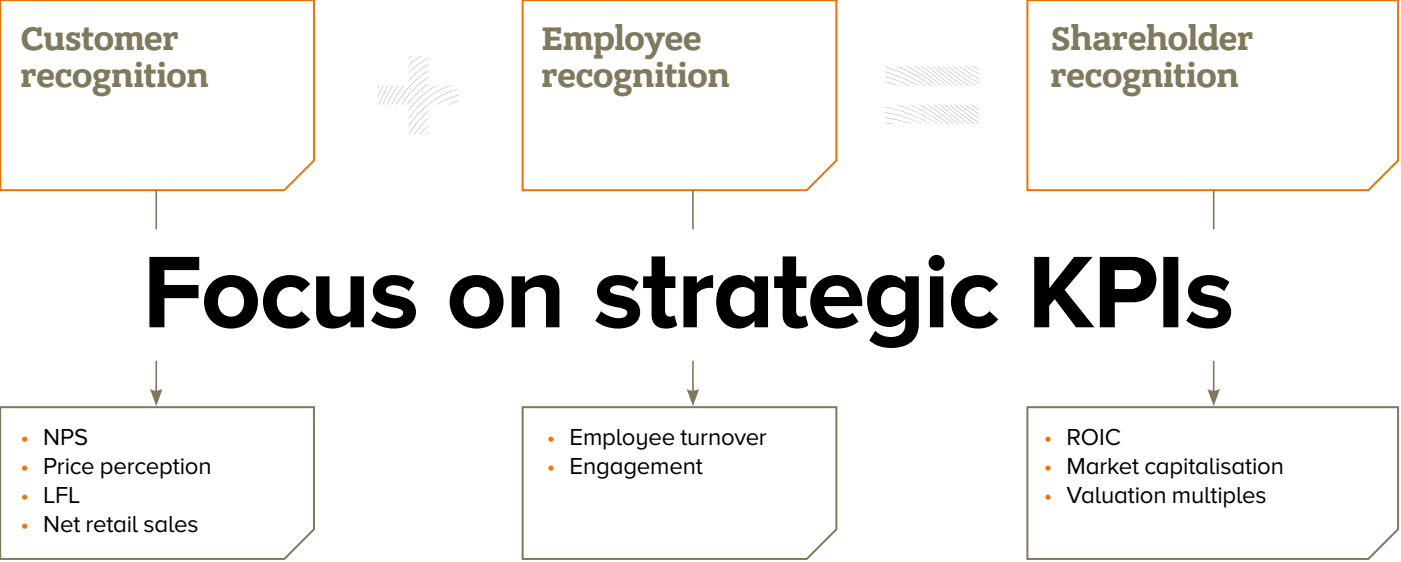 Customer
recognition
+
Employee
recognition
=
Shareholder
recognition
Focus on strategic KPIs
• NPS
• Price perception
• LFL
• Net retail sales
• Employee turnover
• Engagement
• ROIC
• Market capitalisation
• Valuation multiples